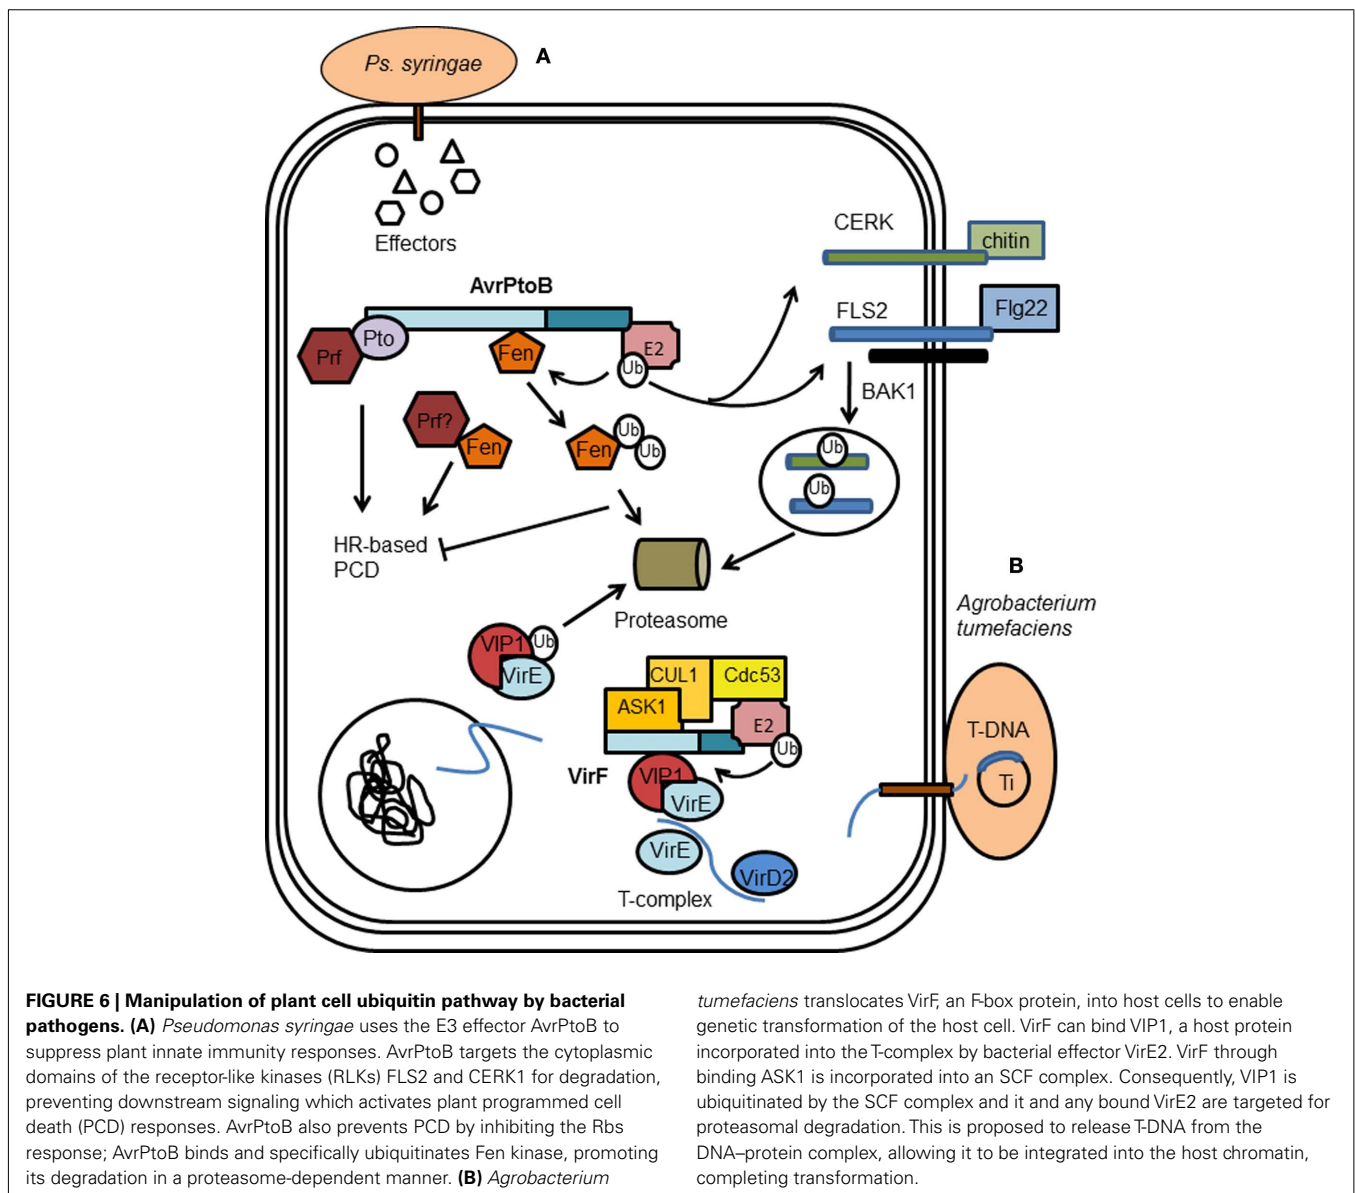 Ps. syringae
A
Effectors
CERK
chitin
AvrPtoB
FLS2
Flg22
Prf
Pto
Fen
E2
Ub
BAK1
Prf?
Fen
Fen
Ub
Ub
Ub
Ub
HR-based
PCD
Proteasome
B
Agrobacterium
tumefaciens
VIP1
Ub
VirE
CUL1
Cdc53
ASK1
E2
Ub
VirF
VIP1
VirE
T-DNA
Ti
VirE
VirD2
T-complex
FIGURE 6 | Manipulation of plant cell ubiquitin pathway by bacterial
pathogens. (A) Pseudomonas syringae uses the E3 effector AvrPtoB to
suppress plant innate immunity responses. AvrPtoB targets the cytoplasmic
domains of the receptor-like kinases (RLKs) FLS2 and CERK1 for degradation,
preventing downstream signaling which activates plant programmed cell
death (PCD) responses. AvrPtoB also prevents PCD by inhibiting the Rbs
response; AvrPtoB binds and specifically ubiquitinates Fen kinase, promoting
its degradation in a proteasome-dependent manner. (B) Agrobacterium
tumefaciens translocates VirF, an F-box protein, into host cells to enable
genetic transformation of the host cell. VirF can bind VIP1, a host protein
incorporated into the T-complex by bacterial effector VirE2. VirF through
binding ASK1 is incorporated into an SCF complex. Consequently, VIP1 is
ubiquitinated by the SCF complex and it and any bound VirE2 are targeted for
proteasomal degradation. This is proposed to release T-DNA from the
DNA–protein complex, allowing it to be integrated into the host chromatin,
completing transformation.